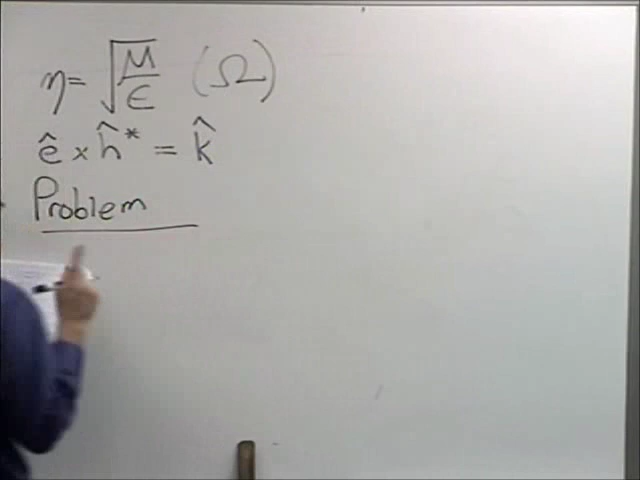 η = √(μ/ε) (Ω)
ê × ĥ* = k̂
Problem